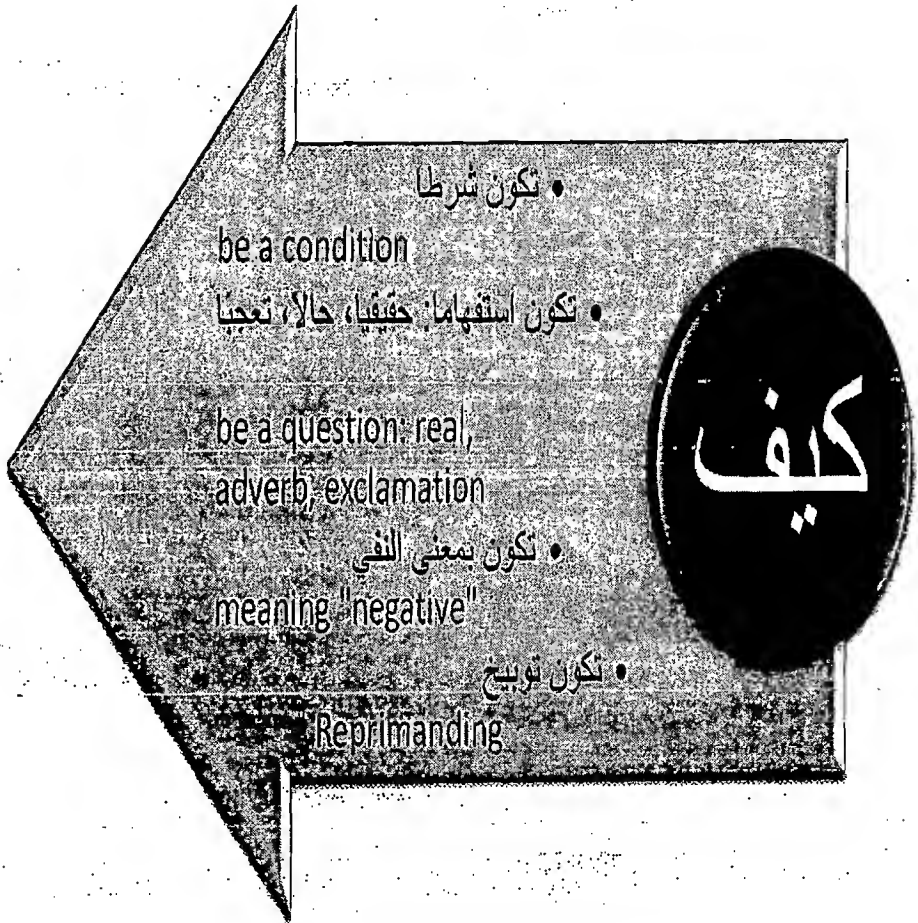 كيف
• تكون شرطا
be a condition
• تكون استفهاما: حقيقيا، حالا، تعجبا
be a question: real,
adverb, exclamation
• تكون بمعنى النفي
meaning "negative"
• تكون توبيخ
Reprimanding